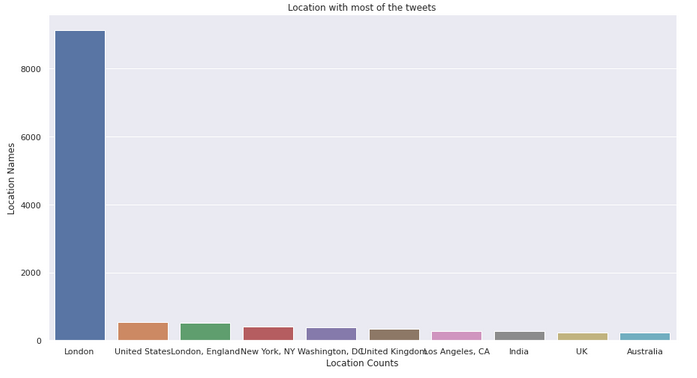 Location with most of the tweets
8000
6000
4000
2000
0
Location Names
London United States London, England New York, NY Washington, DC United Kingdom Los Angeles, CA India UK Australia
Location Counts